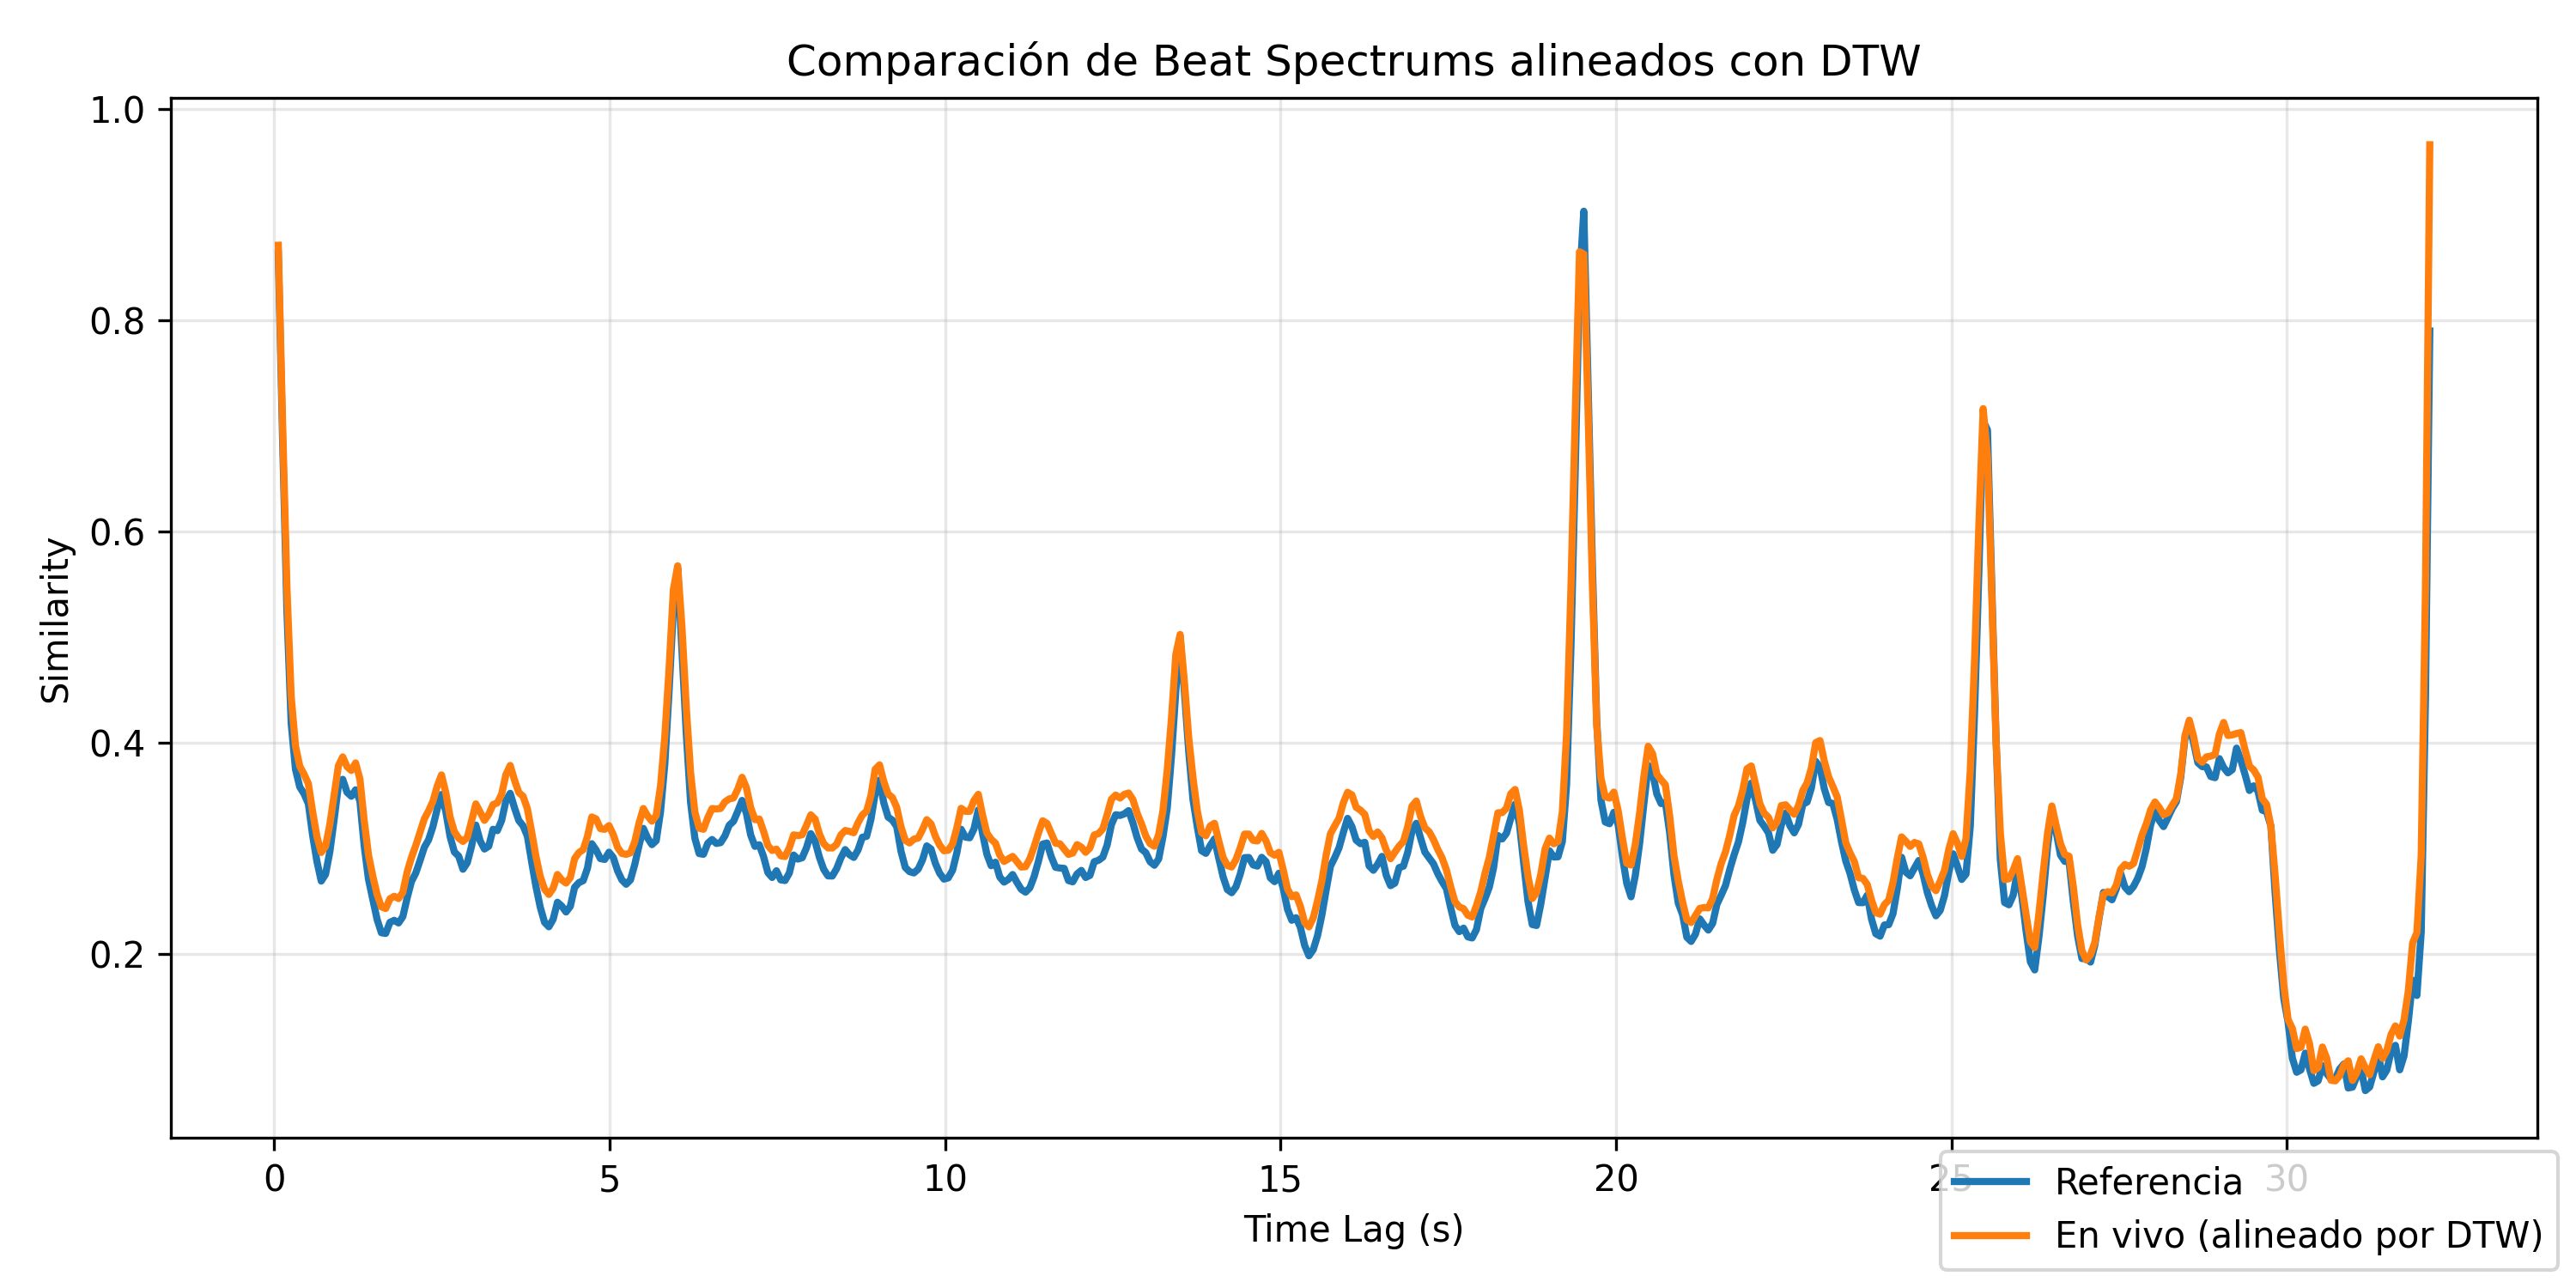 Comparación de Beat Spectrums alineados con DTW
1.0
0.8
0.6
0.4
0.2
Similarity
0 5 10 15 20 25 30
Time Lag (s)
Referencia
En vivo (alineado por DTW)